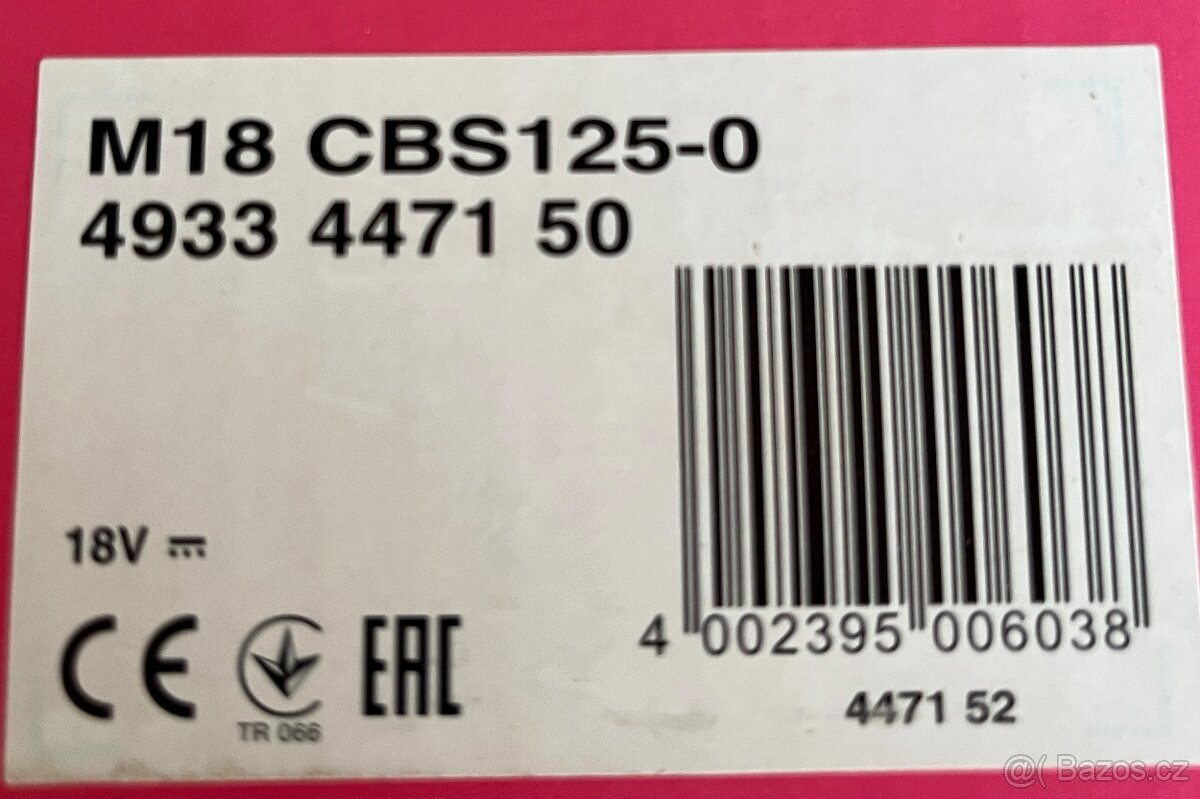 M18 CBS125-0
4933 4471 50
18V
CE
TR 066
EAC
4 002395 006038
4471 52
@( Bazos.cz